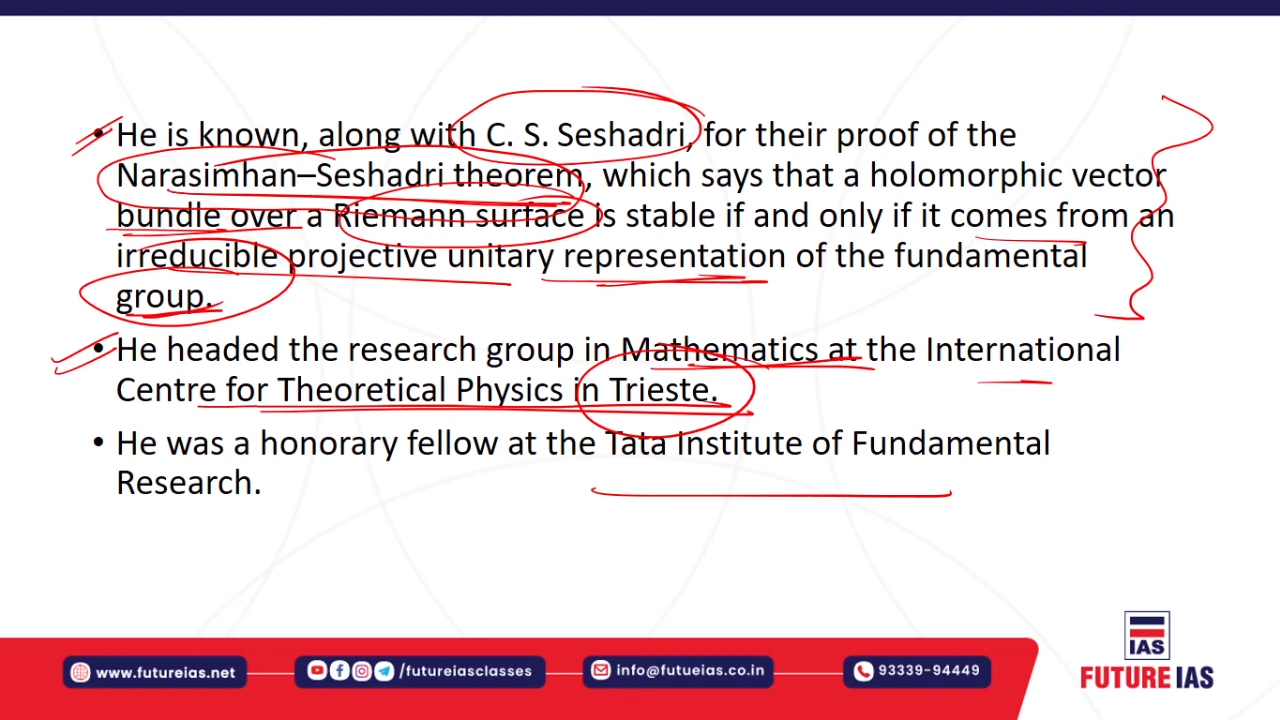 • He is known, along with C. S. Seshadri, for their proof of the
Narasimhan–Seshadri theorem, which says that a holomorphic vector
bundle over a Riemann surface is stable if and only if it comes from an
irreducible projective unitary representation of the fundamental
group.
• He headed the research group in Mathematics at the International
Centre for Theoretical Physics in Trieste.
• He was a honorary fellow at the Tata Institute of Fundamental
Research.
IAS
www.futureias.net /futureiasclasses info@futueias.co.in 93339-94449 FUTURE IAS